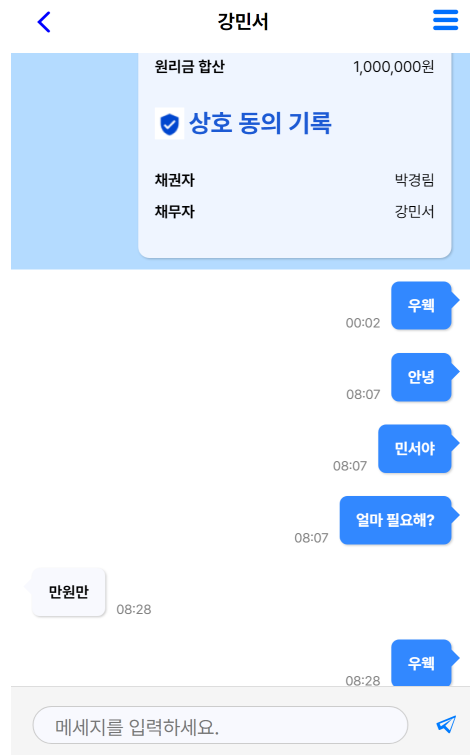 강민서
원리금 합산 1,000,000원
상호 동의 기록
채권자 박경림
채무자 강민서
우웩
00:02
안녕
08:07
민서야
08:07
얼마 필요해?
08:07
만원만
08:28
우웩
08:28
메세지를 입력하세요.